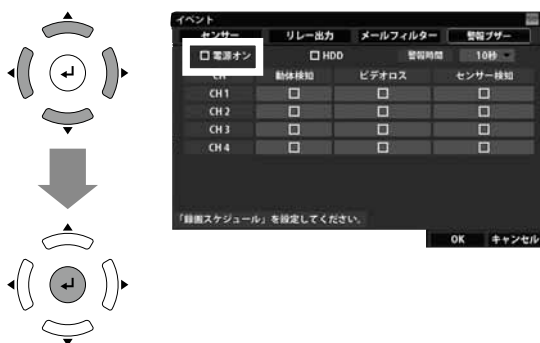 イベント
センサー リレー出力 メールフィルター 警報ブザー
電源オン HDD 警報時間 10秒
CH 動体検知 ビデオロス センサー検知
CH 1
CH 2
CH 3
CH 4
「録画スケジュール」を設定してください。
OK キャンセル